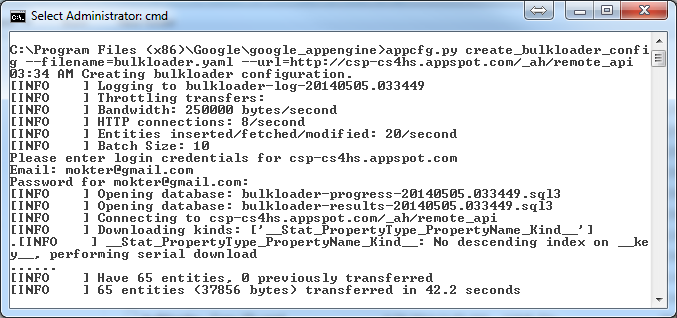 Select Administrator: cmd
C:\Program Files (x86)\Google\google_appengine>appcfg.py create_bulkloader_confi
g --filename=bulkloader.yaml --url=http://csp-cs4hs.appspot.com/_ah/remote_api
03:34 AM Creating bulkloader configuration.
[INFO    ] Logging to bulkloader-log-20140505.033449
[INFO    ] Throttling transfers:
[INFO    ] Bandwidth: 250000 bytes/second
[INFO    ] HTTP connections: 8/second
[INFO    ] Entities inserted/fetched/modified: 20/second
[INFO    ] Batch Size: 10
Please enter login credentials for csp-cs4hs.appspot.com
Email: mokter@gmail.com
Password for mokter@gmail.com:
[INFO    ] Opening database: bulkloader-progress-20140505.033449.sql3
[INFO    ] Opening database: bulkloader-results-20140505.033449.sql3
[INFO    ] Connecting to csp-cs4hs.appspot.com/_ah/remote_api
[INFO    ] Downloading kinds: ['__Stat_PropertyType_PropertyName_Kind__']
.[INFO    ] __Stat_PropertyType_PropertyName_Kind__: No descending index on __ke
y__, performing serial download
......
[INFO    ] Have 65 entities, 0 previously transferred
[INFO    ] 65 entities (37856 bytes) transferred in 42.2 seconds